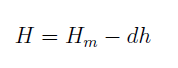 H = H_m − dh